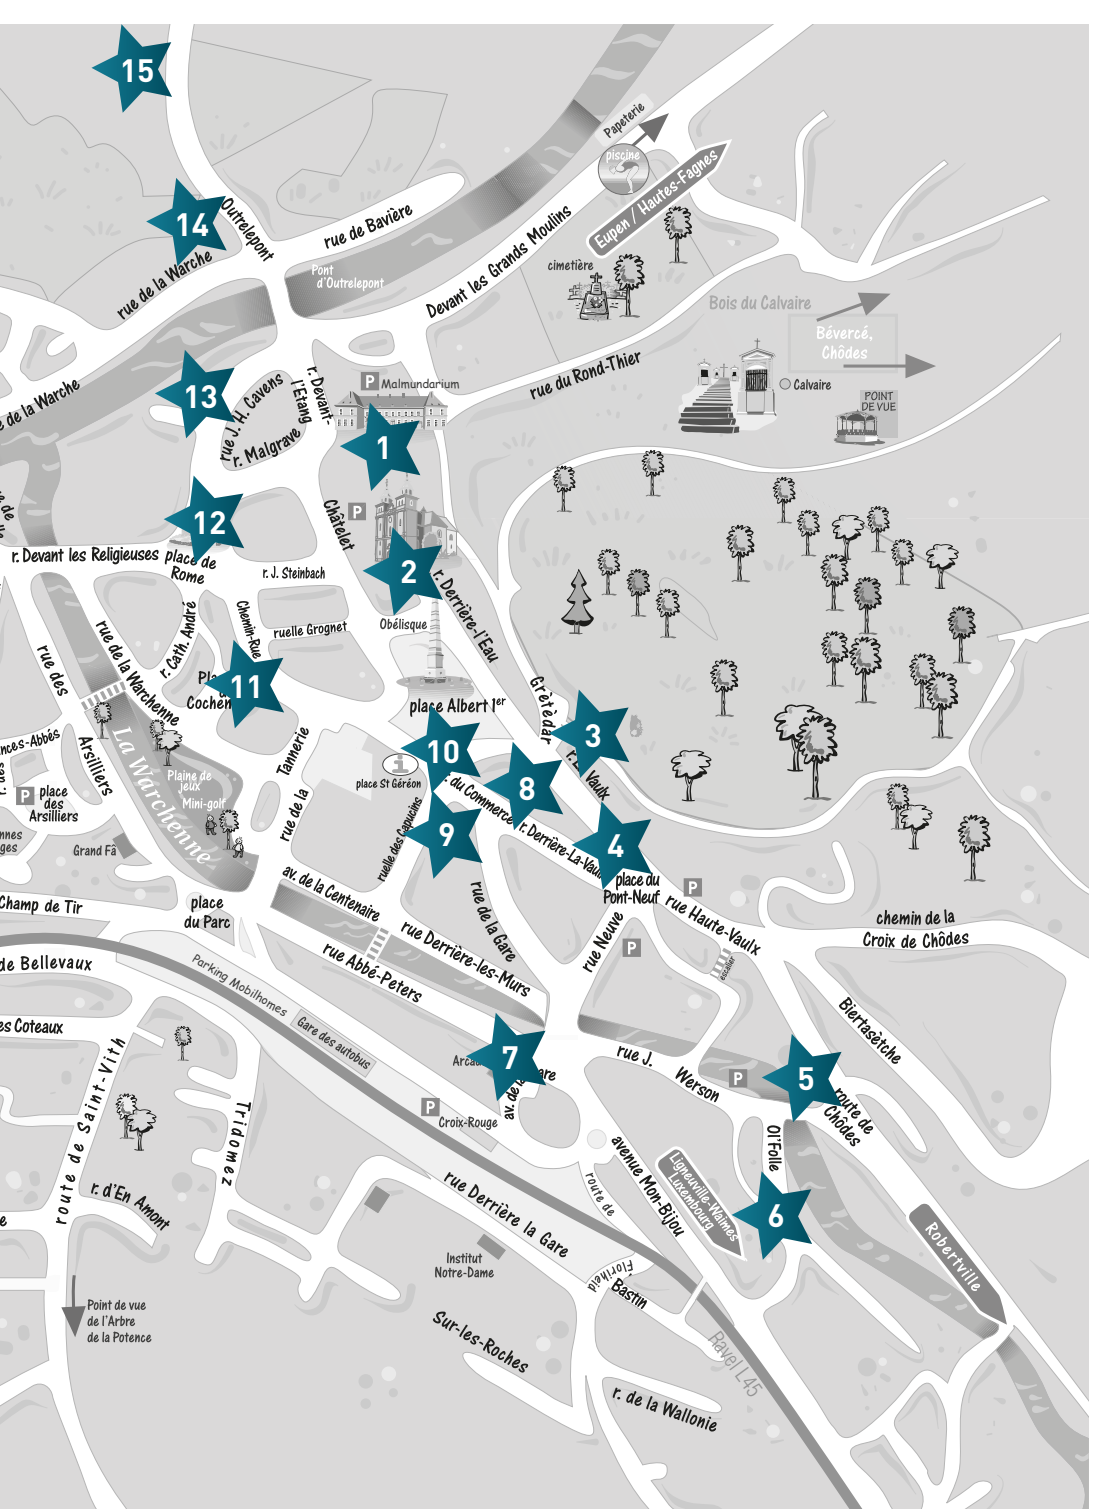 15
Papeterie
piscine
Eupen / Hautes-Fagnes
14
Outrelepont
rue de Bavière
rue de la Warche
Pont
d'Outrelepont
Devant les Grands Moulins
cimetière
Bois du Calvaire
Bévercé,
Chôdes
rue du Rond-Thier
Calvaire
POINT
DE VUE
13
e de la Warche
rue J. H. Cavens
r. Malgrave
r. Devant-
l'Etang
P
Malmundarium
1
12
Châtelet
P
r. Devant les Religieuses
place de
Rome
r. J. Steinbach
2
r. Derrière-l'Eau
Obélisque
ruelle Grognet
Chemin-Rue
r. Cath. André
rue de la Warchenne
rue des
Arsilliers
11
Cochem
place Albert 1er
Grètèdâr
3
10
8
place St Géréon
du Commerce
Vaulx
Tannerie
rue de la
La Warchenne
Plaine de
jeux
Mini-golf
nces-Abbés
P
place
des
Arsilliers
Grand Fâ
9
ruelle des Capucins
r. Derrière-La-Vaulx
4
place du
Pont-Neuf
P
rue Haute-Vaulx
chemin de la
Croix de Chôdes
Champ de Tir
place
du Parc
av. de la Centenaire
rue Derrière-les-Murs
rue Abbé-Peters
rue de la Gare
rue Neuve
P
escalier
de Bellevaux
Parking Mobilhomes
Gare des autobus
es Coteaux
route de Saint-Vith
Tridomez
r. d'En Amont
7
P
Croix-Rouge
rue J.
Werson
P
5
Biertasètche
route de
Chôdes
Ol'Folle
6
avenue Mon-Bijou
Ligneuville-Waimes
Luxembourg
Robertville
route de
Floriheid
rue Derrière la Gare
Bastin
Institut
Notre-Dame
Sur-les-Roches
Ravel L45
r. de la Wallonie
Point de vue
de l'Arbre
de la Potence